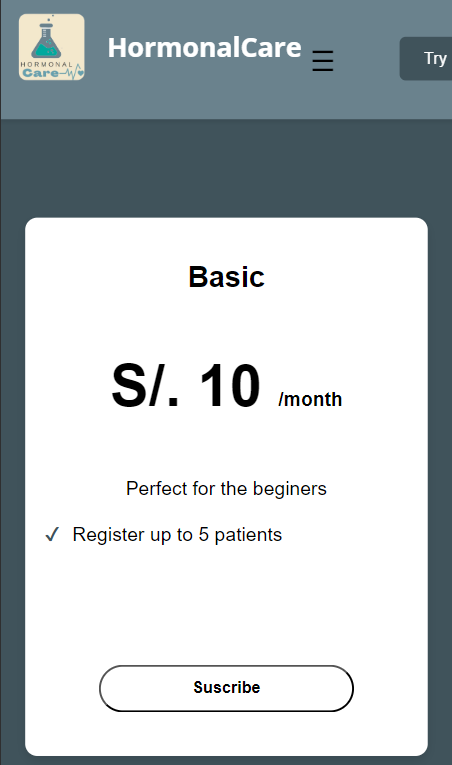 HORMONAL
Care
HormonalCare
Try
Basic
S/. 10 /month
Perfect for the beginers
✓ Register up to 5 patients
Suscribe